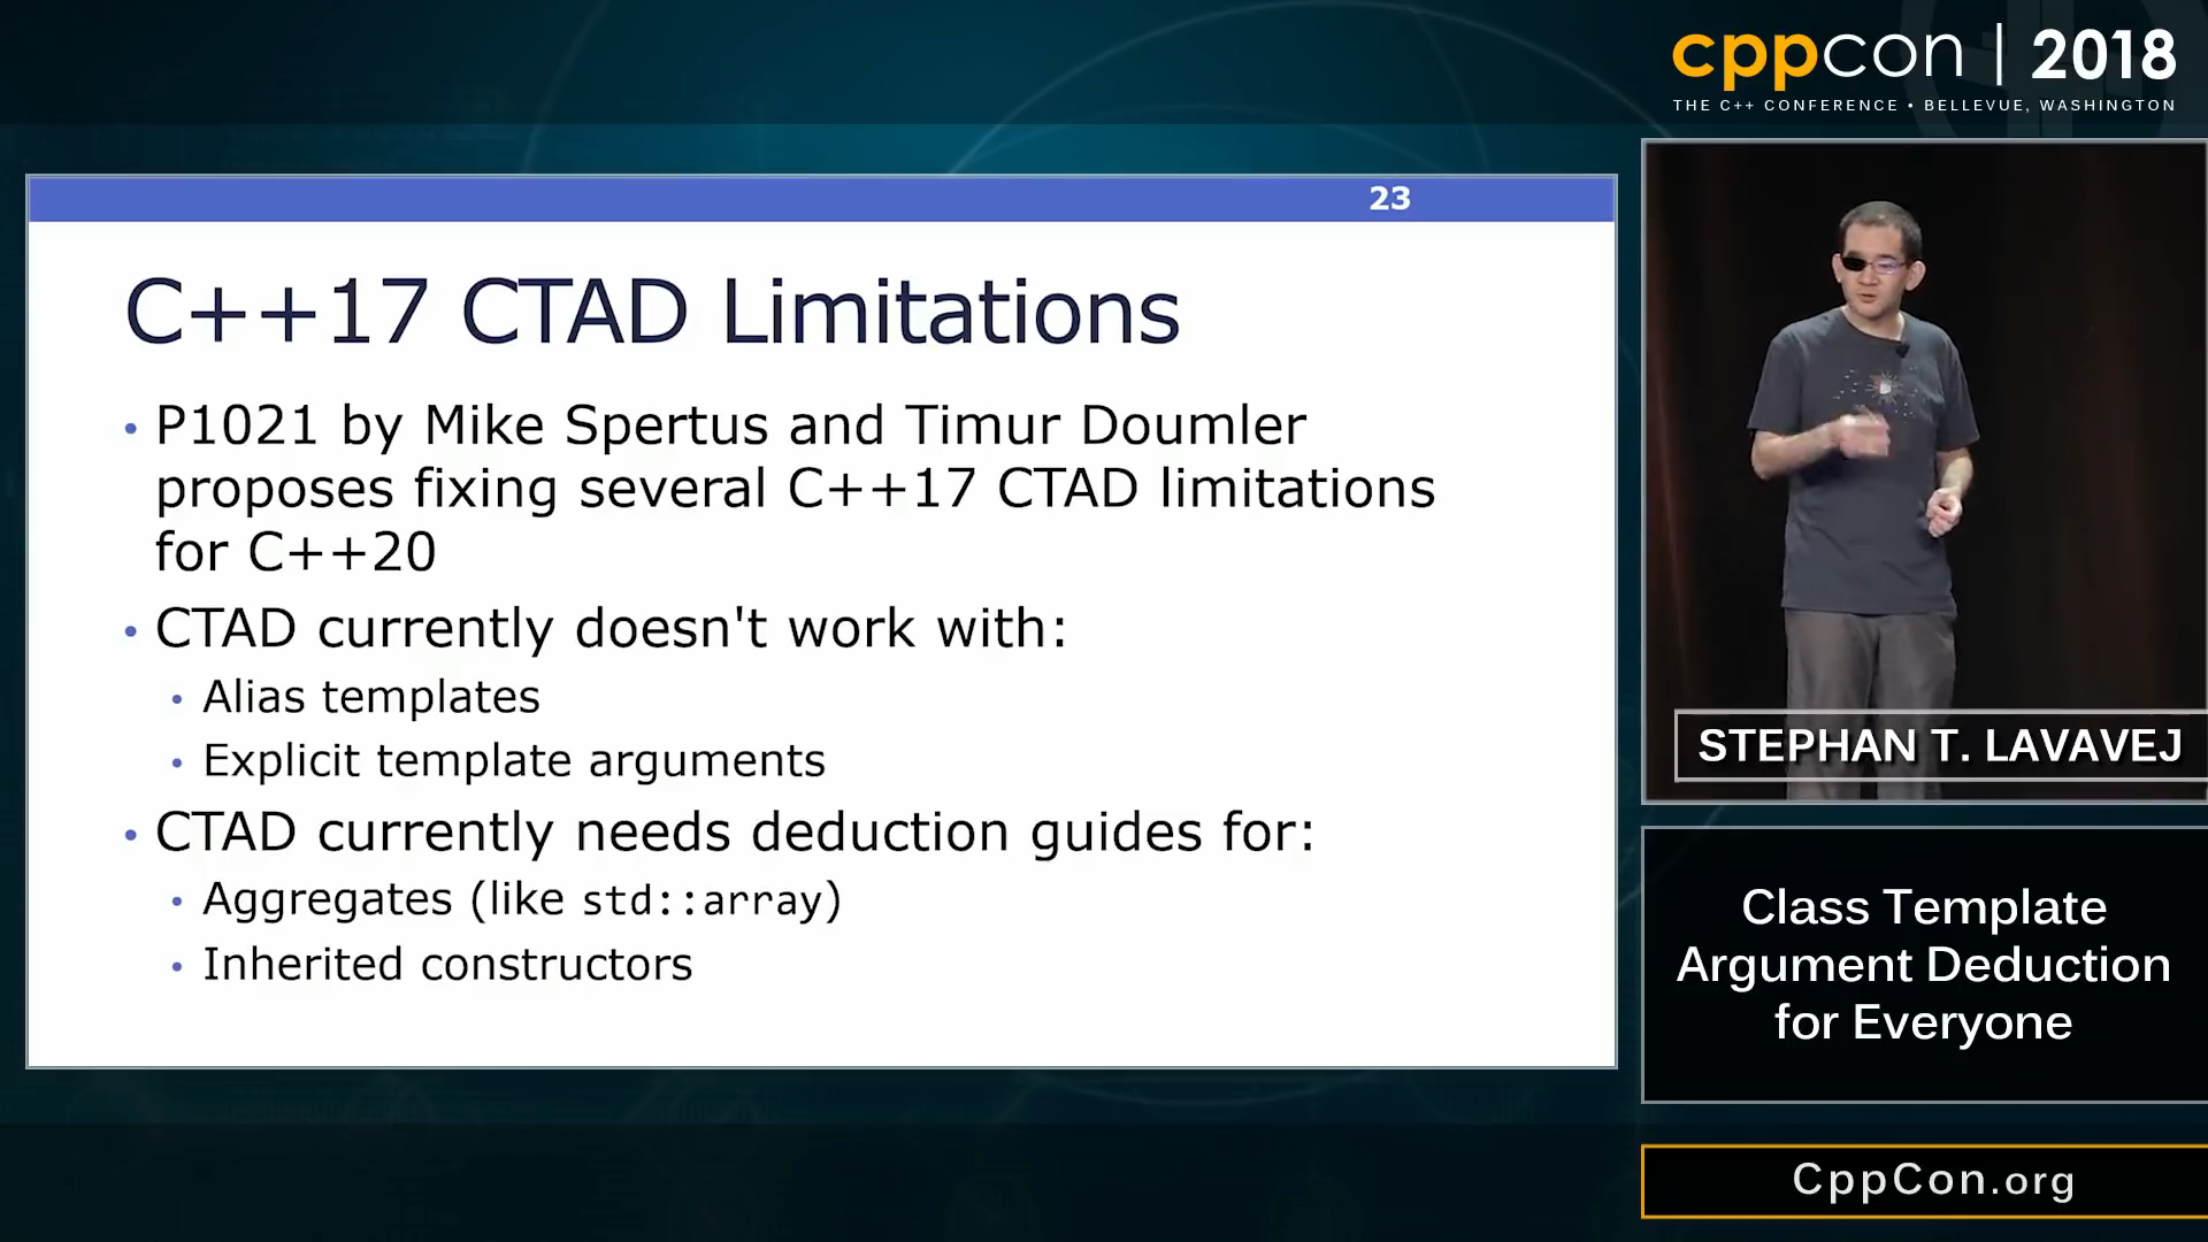 cppcon | 2018
THE C++ CONFERENCE • BELLEVUE, WASHINGTON
23
C++17 CTAD Limitations
• P1021 by Mike Spertus and Timur Doumler
proposes fixing several C++17 CTAD limitations
for C++20
• CTAD currently doesn't work with:
• Alias templates
• Explicit template arguments
• CTAD currently needs deduction guides for:
• Aggregates (like std::array)
• Inherited constructors
STEPHAN T. LAVAVEJ
Class Template
Argument Deduction
for Everyone
CppCon.org